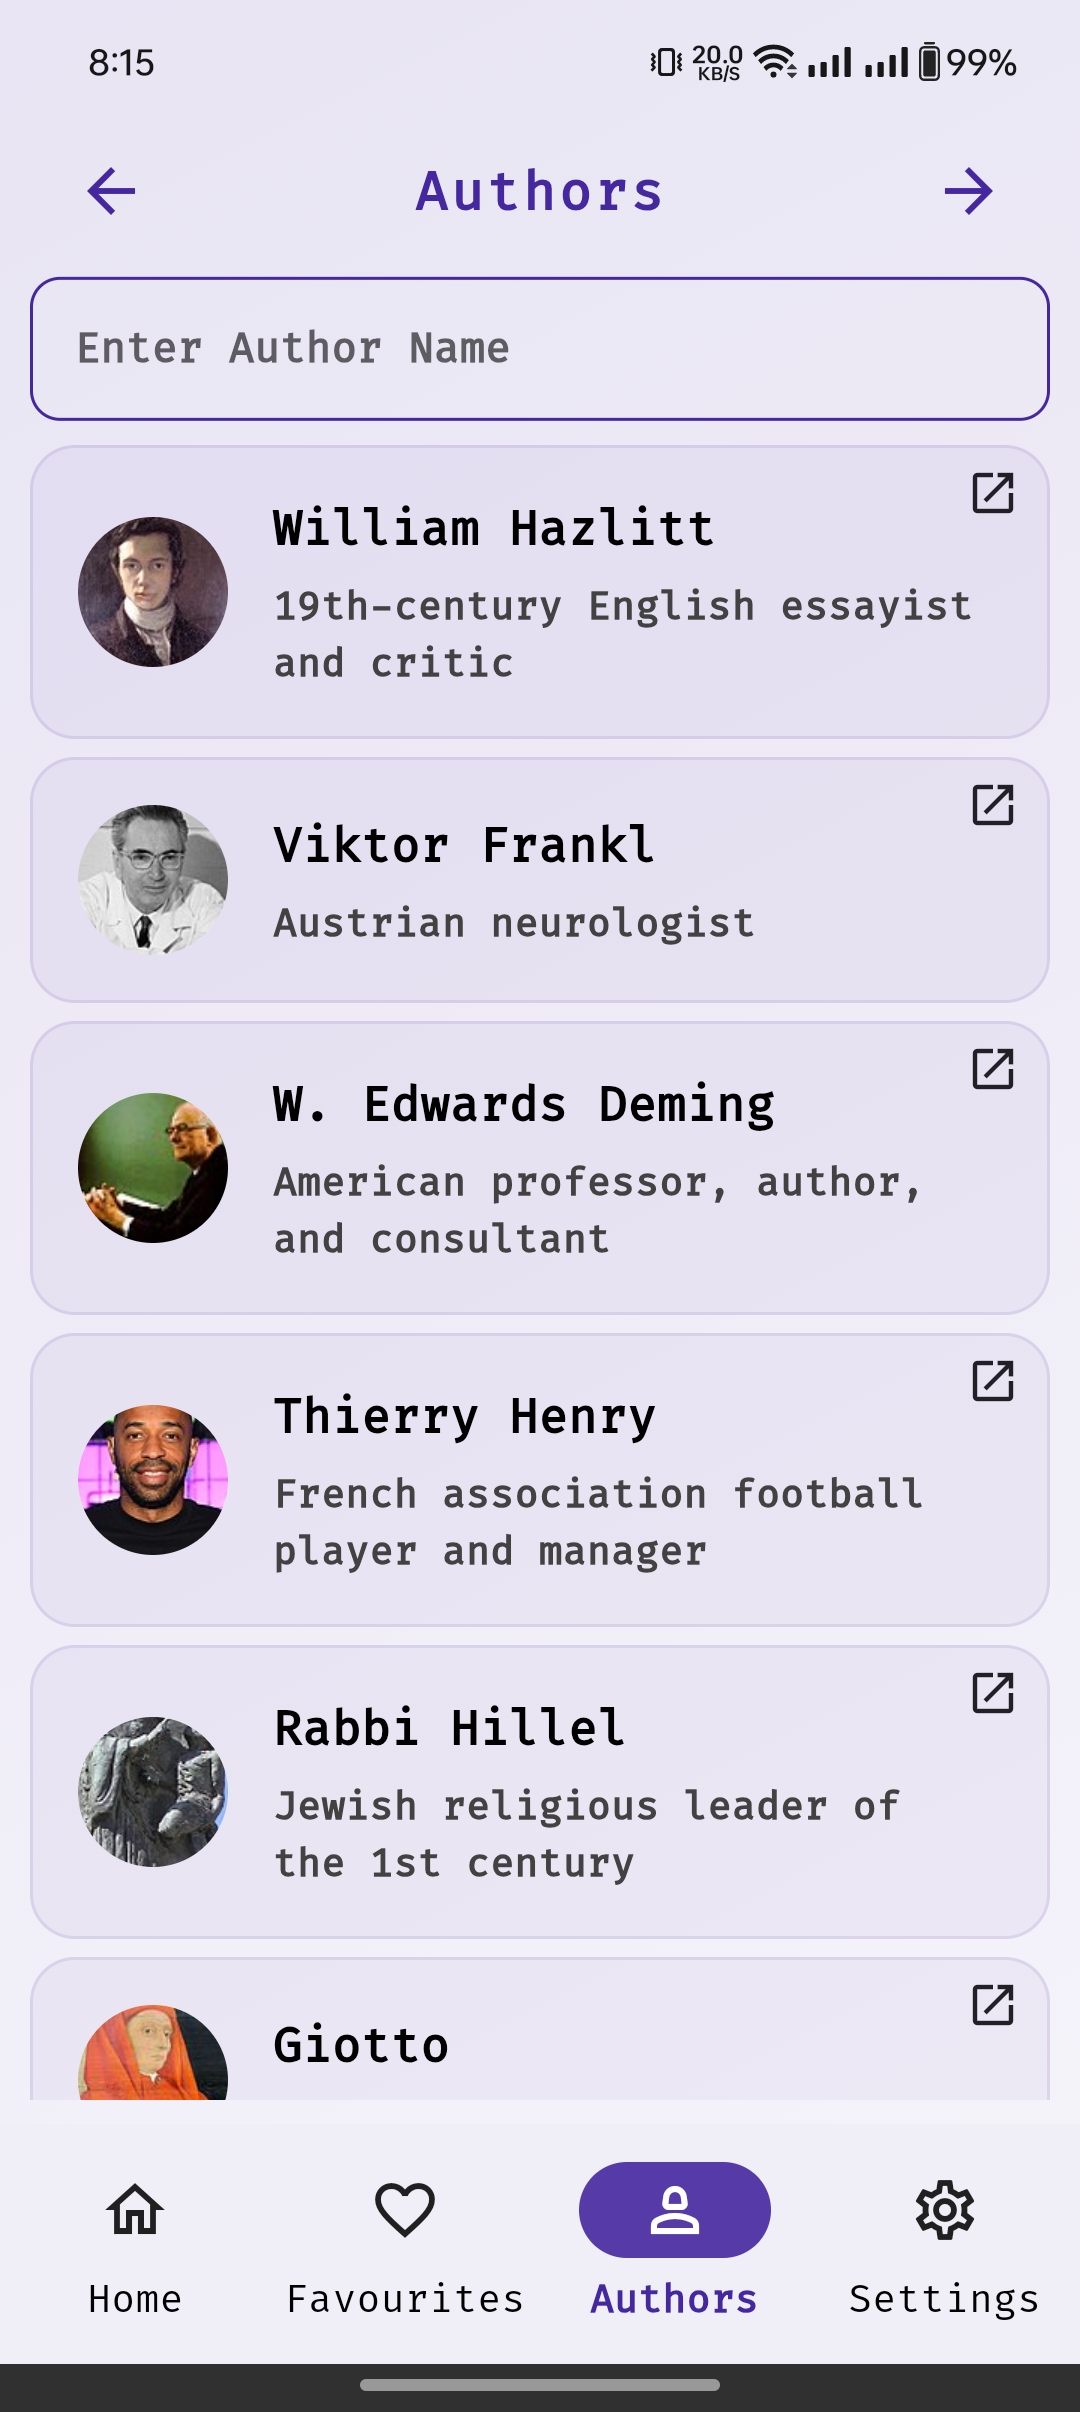 8:15
20.0
KB/S
99%
Authors
Enter Author Name
William Hazlitt
19th-century English essayist
and critic
Viktor Frankl
Austrian neurologist
W. Edwards Deming
American professor, author,
and consultant
Thierry Henry
French association football
player and manager
Rabbi Hillel
Jewish religious leader of
the 1st century
Giotto
Home
Favourites
Authors
Settings